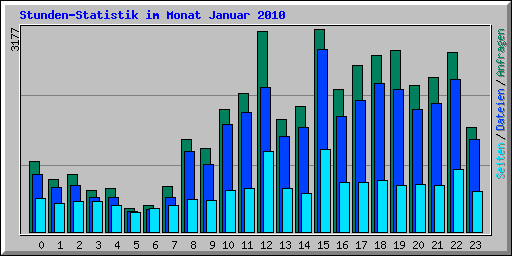 Stunden-Statistik im Monat Januar 2010
3177
Seiten/Dateien/Anfragen
0 1 2 3 4 5 6 7 8 9 10 11 12 13 14 15 16 17 18 19 20 21 22 23